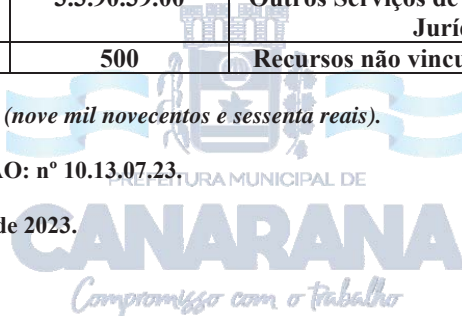 3.3.90.39.00 Outros Serviços de
Juríd
500 Recursos não vincu
(nove mil novecentos e sessenta reais).
ÃO: nº 10.13.07.23.
PREFEITURA MUNICIPAL DE
de 2023.
CANARANA
Compromisso com o trabalho